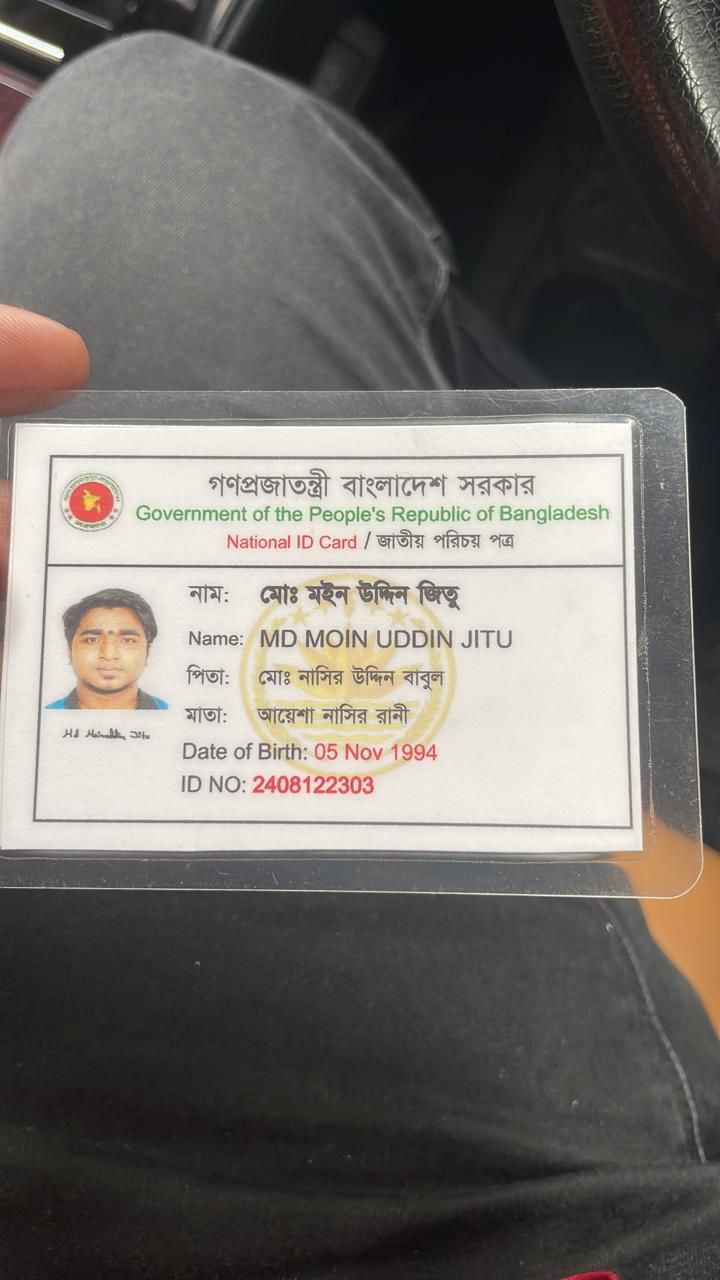 গণপ্রজাতন্ত্রী বাংলাদেশ সরকার
Government of the People's Republic of Bangladesh
National ID Card / জাতীয় পরিচয় পত্র
নাম: মোঃ মইন উদ্দিন জিতু
Name: MD MOIN UDDIN JITU
পিতা: মোঃ নাসির উদ্দিন বাবুল
মাতা: আয়েশা নাসির রানী
Md Moinuddin Jitu
Date of Birth: 05 Nov 1994
ID NO: 2408122303